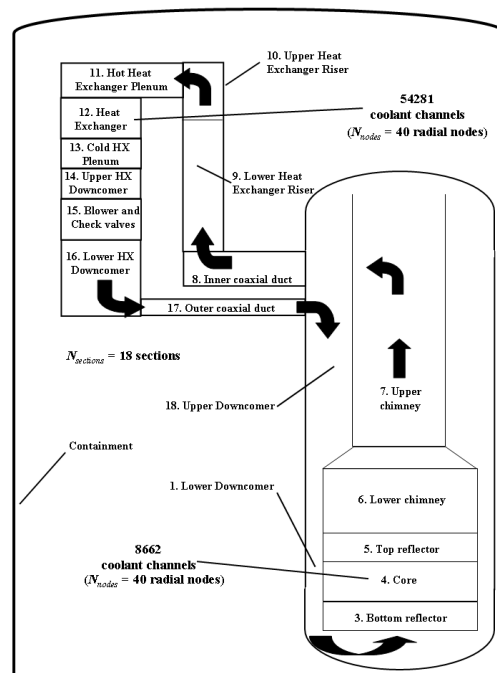 10. Upper Heat
Exchanger Riser
11. Hot Heat
Exchanger Plenum
54281
coolant channels
(Nnodes = 40 radial nodes)
12. Heat
Exchanger
13. Cold HX
Plenum
14. Upper HX
Downcomer
9. Lower Heat
Exchanger Riser
15. Blower and
Check valves
16. Lower HX
Downcomer
8. Inner coaxial duct
17. Outer coaxial duct
Nsections = 18 sections
7. Upper
chimney
18. Upper Downcomer
Containment
1. Lower Downcomer
6. Lower chimney
5. Top reflector
8662
coolant channels
(Nnodes = 40 radial nodes)
4. Core
3. Bottom reflector